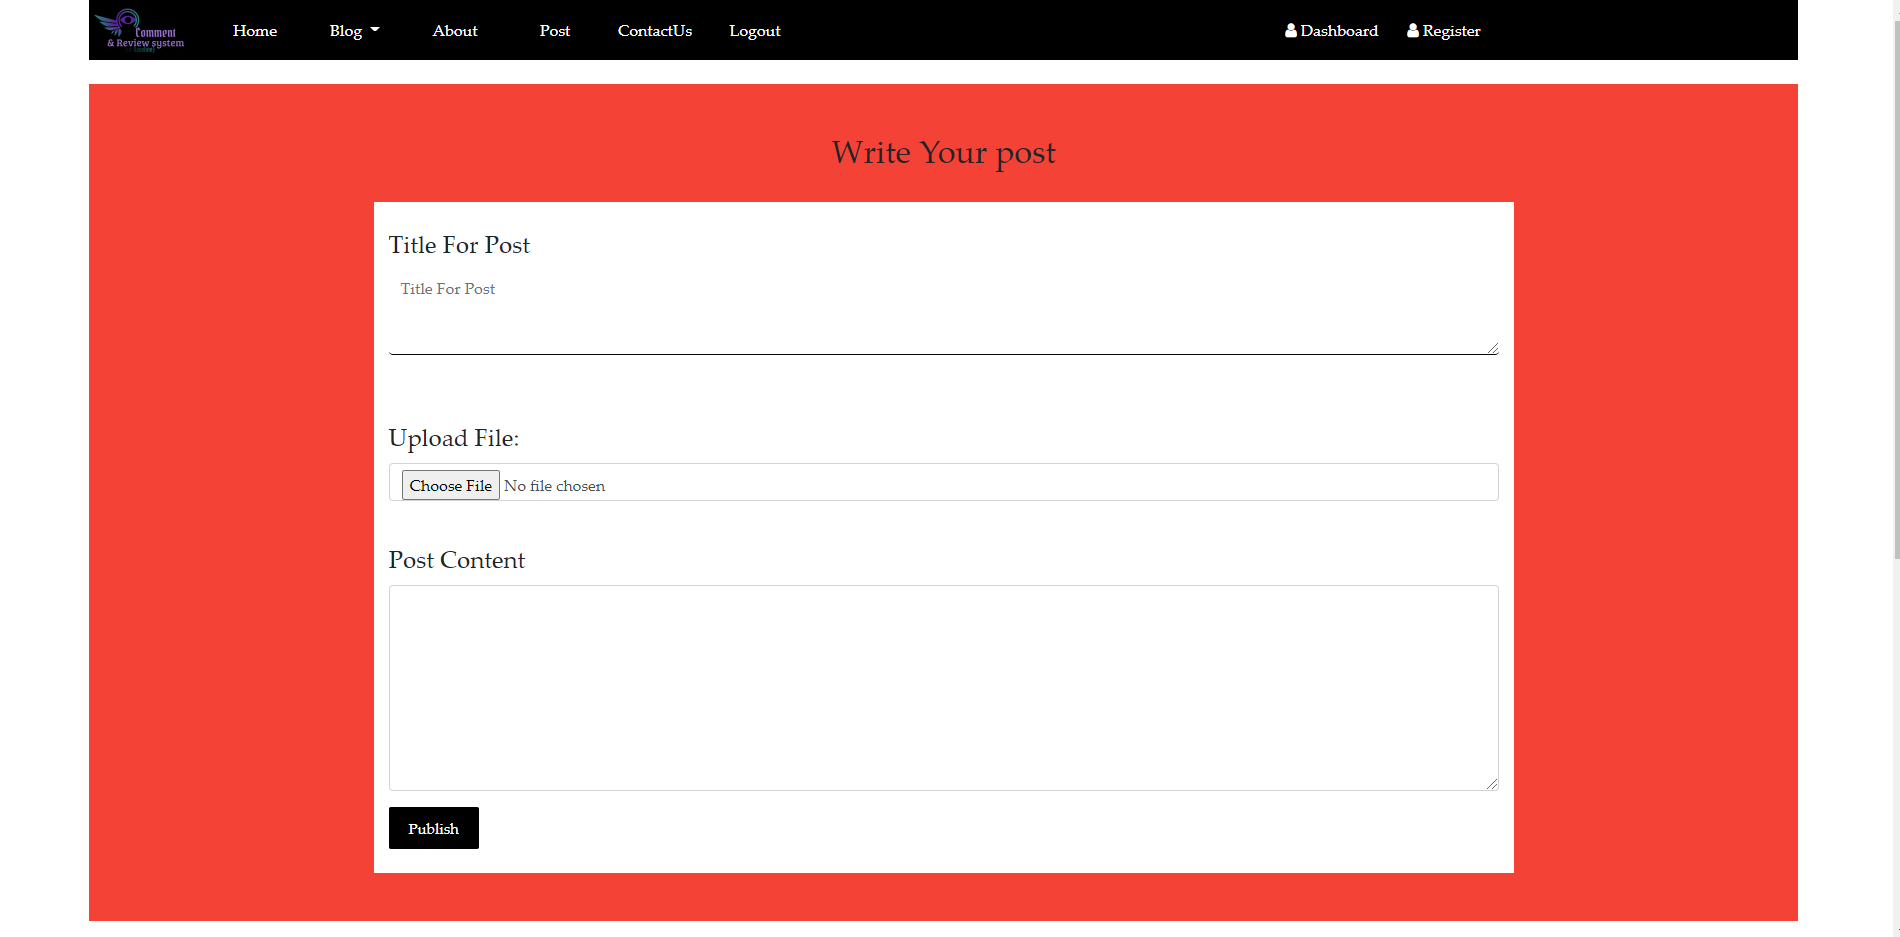 Comment
& Review system
Home Blog About Post ContactUs Logout Dashboard Register
Write Your post
Title For Post
Title For Post
Upload File:
Choose File No file chosen
Post Content
Publish